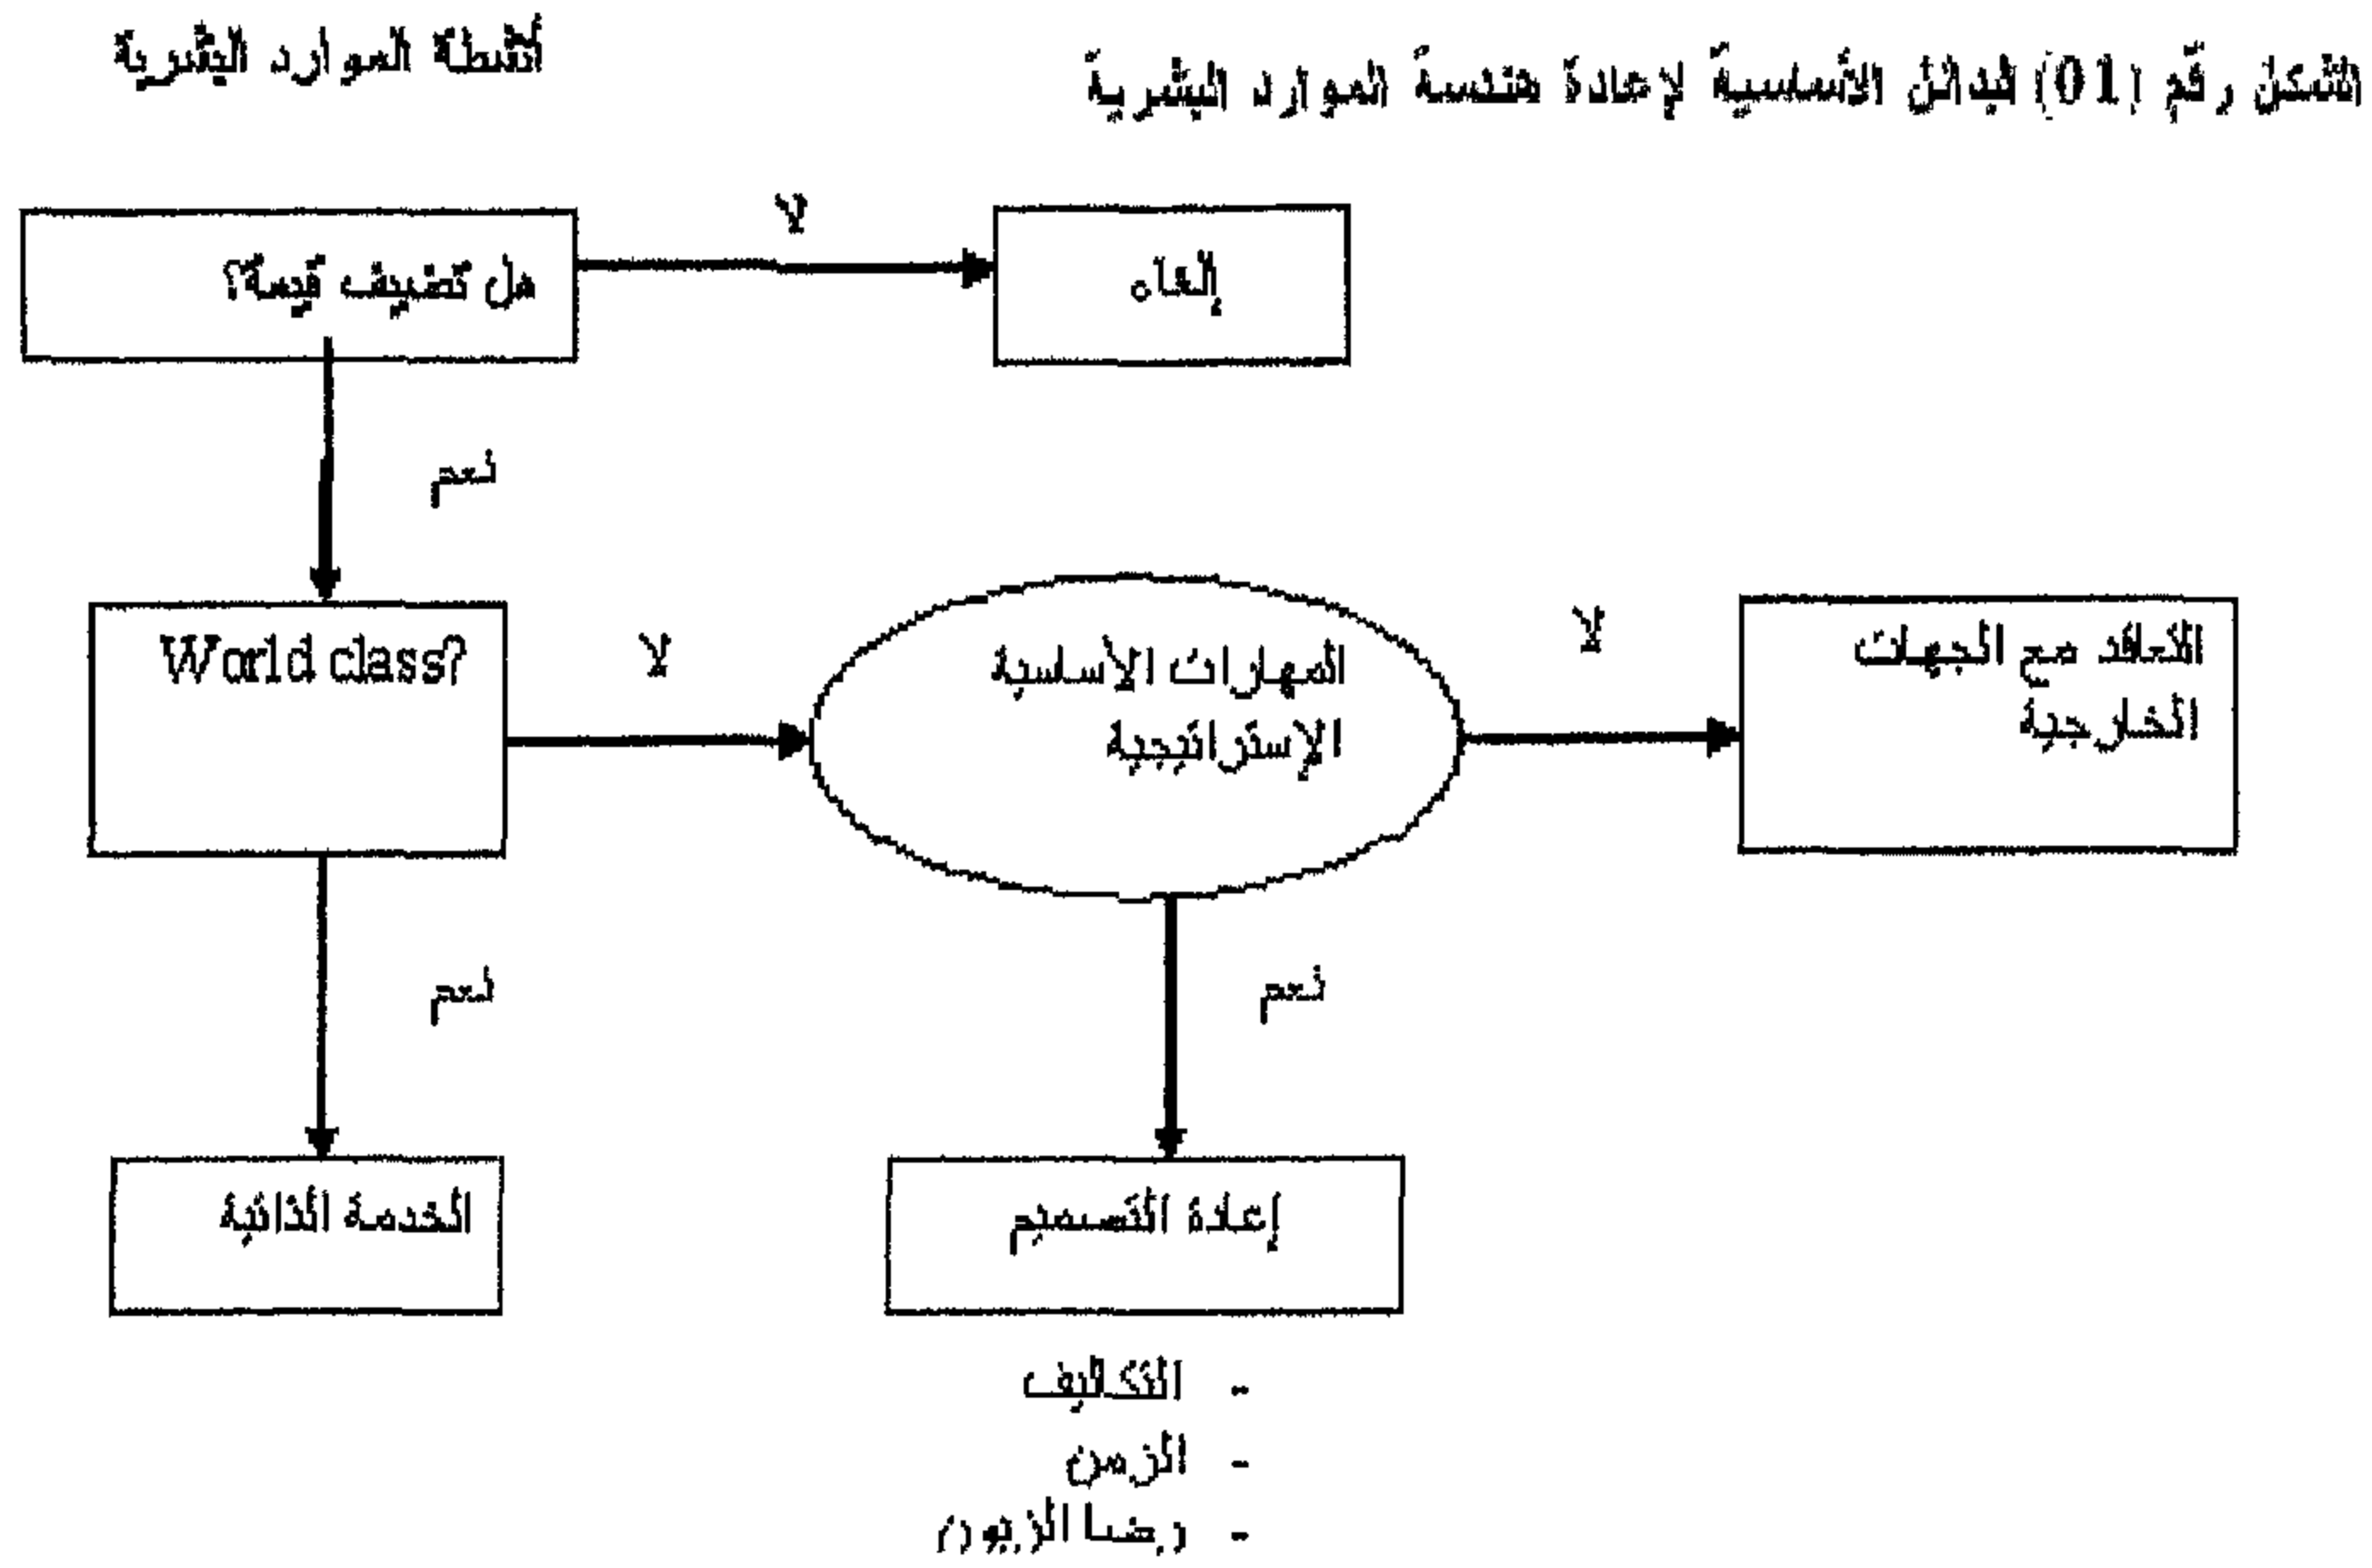 الشكل رقم (01) البدائل الأساسية لإعادة هندسة الموارد البشرية
أنشطة الموارد البشرية
هل تضيف قيمة؟
لا
إلغاء
نعم
World class?
لا
المهارات الأساسية
الإستراتيجية
لا
التعاقد مع الجهات
الخارجية
نعم
نعم
الخدمة الذاتية
إعادة التصميم
- التكاليف
- الزمن
- رضا الزبون